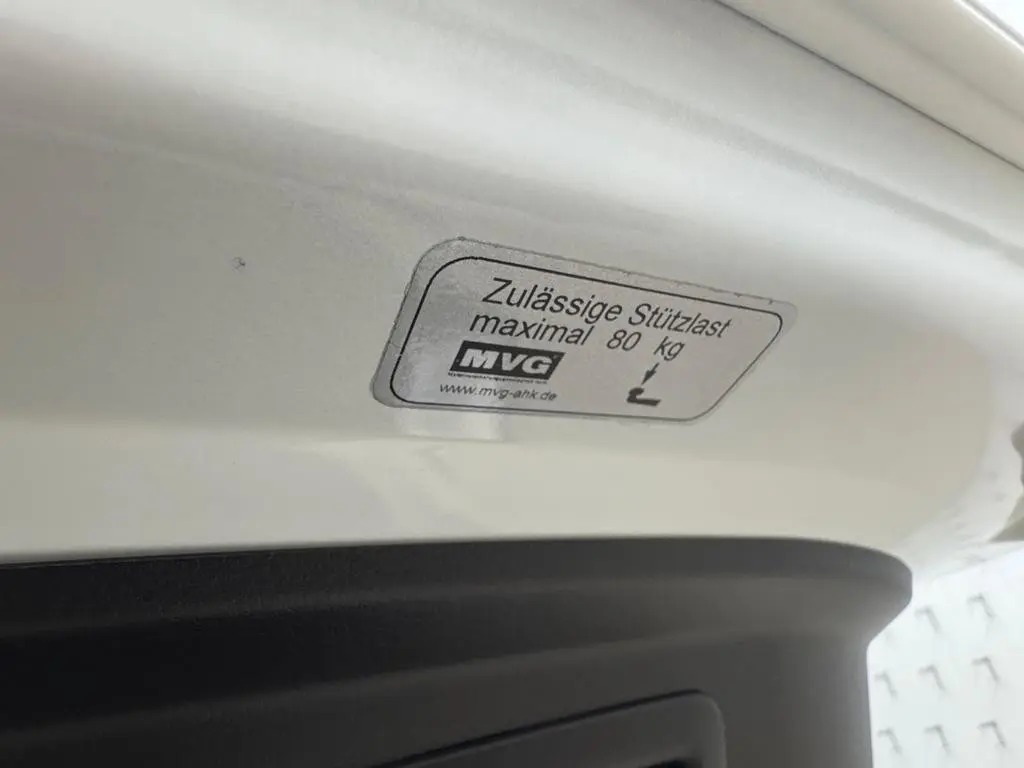 Zulässige Stützlast
maximal 80 kg
MVG
www.mvg-ahk.de